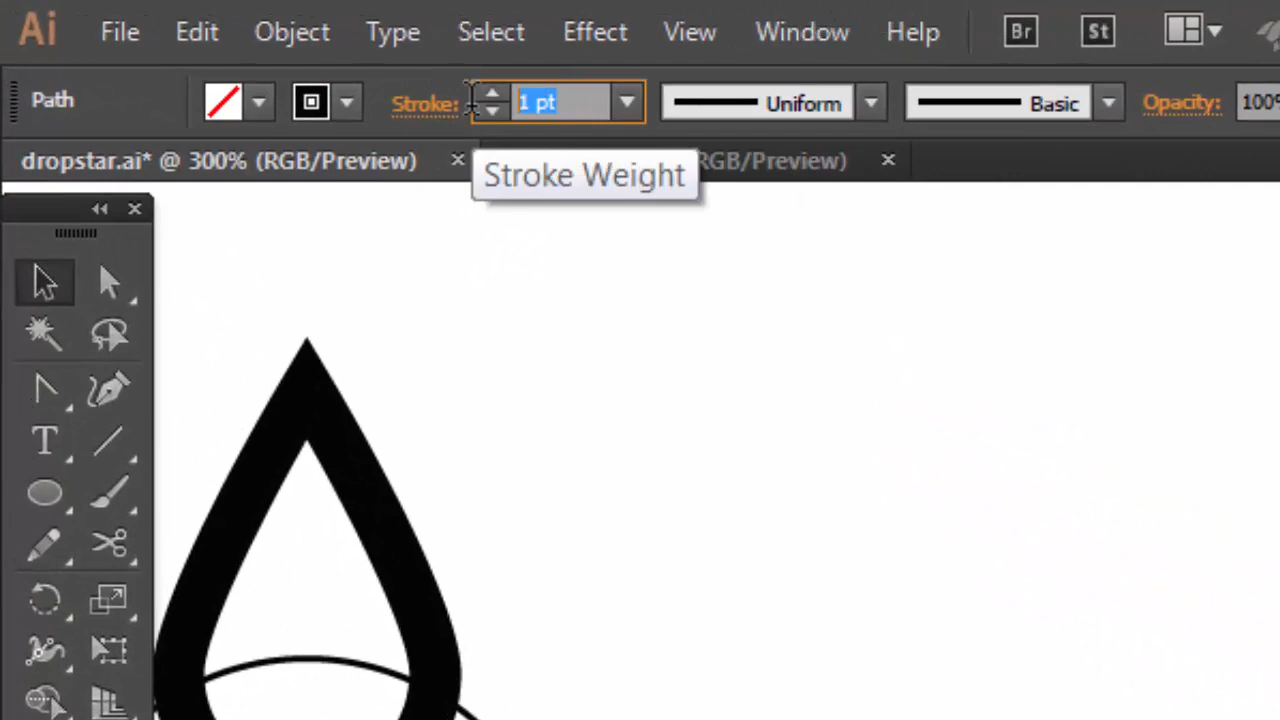 Ai File Edit Object Type Select Effect View Window Help Br St
Path Stroke: 1 pt Uniform Basic Opacity: 100%
dropstar.ai* @ 300% (RGB/Preview) RGB/Preview)
Stroke Weight
T